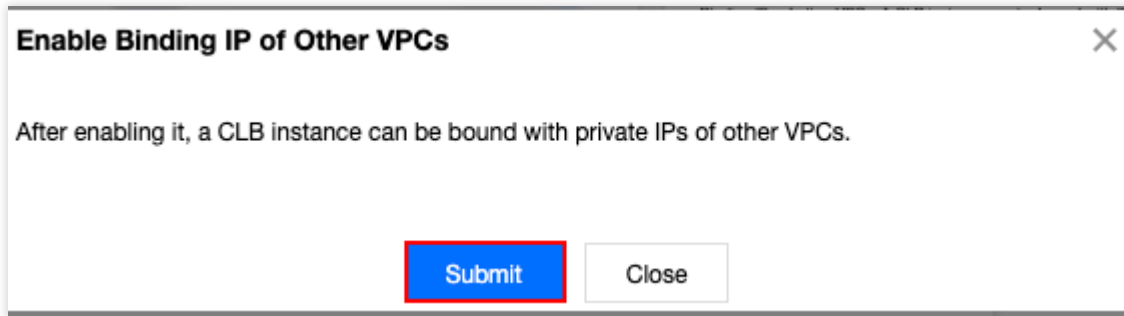 Enable Binding IP of Other VPCs
After enabling it, a CLB instance can be bound with private IPs of other VPCs.
Submit Close